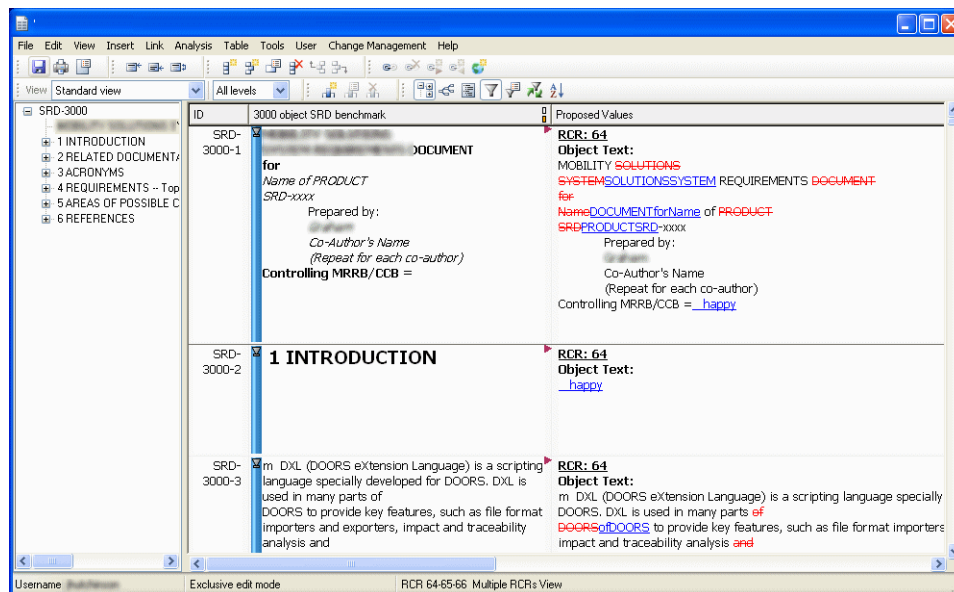 File Edit View Insert Link Analysis Table Tools User Change Management Help
View Standard view All levels
SRD-3000
1 INTRODUCTION
2 RELATED DOCUMENTA
3 ACRONYMS
4 REQUIREMENTS -- Top
5 AREAS OF POSSIBLE C
6 REFERENCES
ID 3000 object SRD benchmark Proposed Values
SRD-
3000-1
DOCUMENT
for
Name of PRODUCT
SRD-xxxx
Prepared by:
Co-Author's Name
(Repeat for each co-author)
Controlling MRRB/CCB =
RCR: 64
Object Text:
MOBILITY SOLUTIONS
SYSTEMSOLUTIONSSYSTEM REQUIREMENTS DOCUMENT
for
NameDOCUMENTforName of PRODUCT
SRDPRODUCTSRD-xxxx
Prepared by:
Co-Author's Name
(Repeat for each co-author)
Controlling MRRB/CCB = happy
SRD-
3000-2
1 INTRODUCTION
RCR: 64
Object Text:
happy
SRD-
3000-3
m DXL (DOORS eXtension Language) is a scripting
language specially developed for DOORS. DXL is
used in many parts of
DOORS to provide key features, such as file format
importers and exporters, impact and traceability
analysis and
RCR: 64
Object Text:
m DXL (DOORS eXtension Language) is a scripting language specially
DOORS. DXL is used in many parts of
DOORSofDOORS to provide key features, such as file format importers
impact and traceability analysis and
Username Exclusive edit mode RCR 64-65-66 Multiple RCRs View